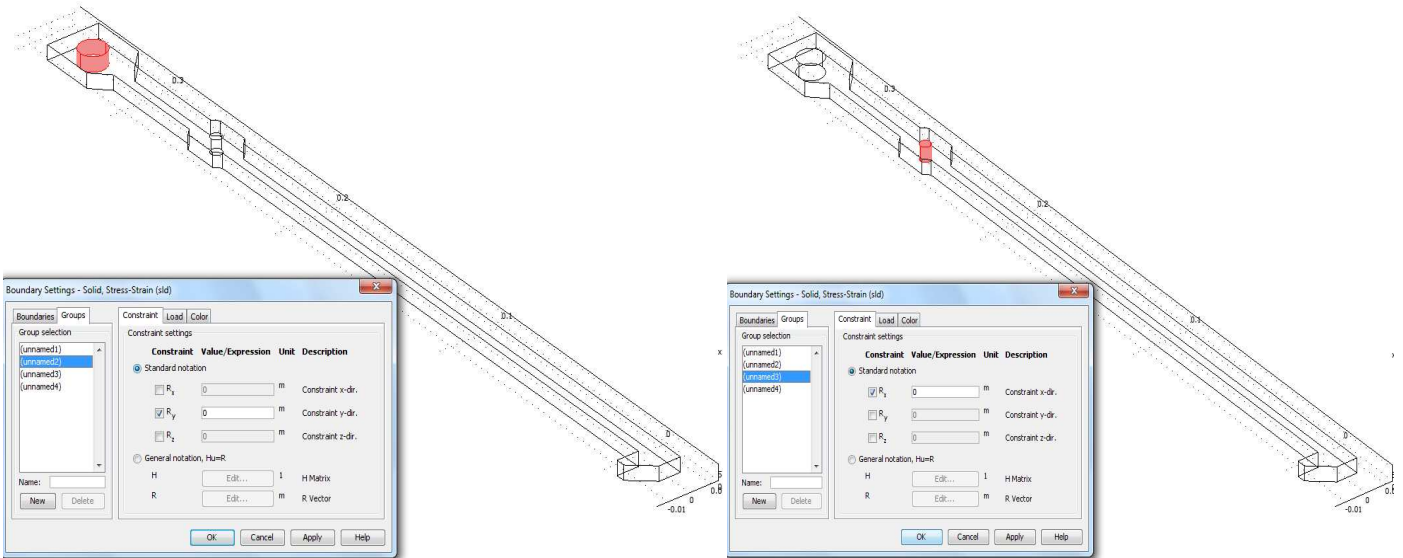 0.3
0.2
0.1
0
x
0
-0.01
Boundary Settings - Solid, Stress-Strain (sld)
Boundaries Groups
Group selection
(unnamed1)
(unnamed2)
(unnamed3)
(unnamed4)
Name:
New Delete
Constraint Load Color
Constraint settings
Constraint Value/Expression Unit Description
Standard notation
Rx 0 m Constraint x-dir.
Ry 0 m Constraint y-dir.
Rz 0 m Constraint z-dir.
General notation, Hu=R
H Edit... 1 H Matrix
R Edit... m R Vector
OK Cancel Apply Help
0.3
0.2
0.1
0
x
0
-0.01
Boundary Settings - Solid, Stress-Strain (sld)
Boundaries Groups
Group selection
(unnamed1)
(unnamed2)
(unnamed3)
(unnamed4)
Name:
New Delete
Constraint Load Color
Constraint settings
Constraint Value/Expression Unit Description
Standard notation
Rx 0 m Constraint x-dir.
Ry 0 m Constraint y-dir.
Rz 0 m Constraint z-dir.
General notation, Hu=R
H Edit... 1 H Matrix
R Edit... m R Vector
OK Cancel Apply Help